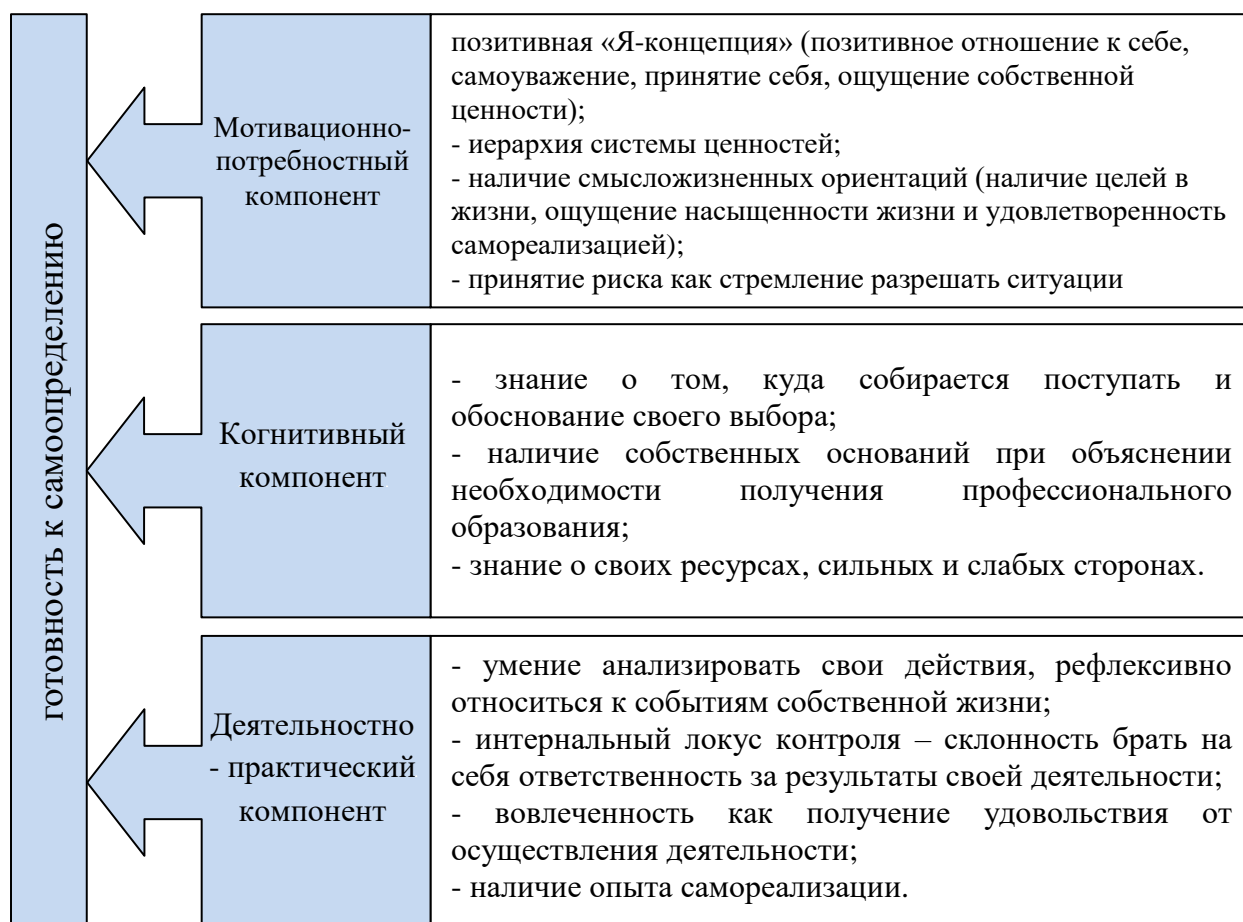 готовность к самоопределению
Мотивационно-
потребностный
компонент
позитивная «Я-концепция» (позитивное отношение к себе,
самоуважение, принятие себя, ощущение собственной
ценности);
- иерархия системы ценностей;
- наличие смысложизненных ориентаций (наличие целей в
жизни, ощущение насыщенности жизни и удовлетворенность
самореализацией);
- принятие риска как стремление разрешать ситуации
Когнитивный
компонент
- знание о том, куда собирается поступать и
обоснование своего выбора;
- наличие собственных оснований при объяснении
необходимости получения профессионального
образования;
- знание о своих ресурсах, сильных и слабых сторонах.
Деятельностно
- практический
компонент
- умение анализировать свои действия, рефлексивно
относиться к событиям собственной жизни;
- интернальный локус контроля – склонность брать на
себя ответственность за результаты своей деятельности;
- вовлеченность как получение удовольствия от
осуществления деятельности;
- наличие опыта самореализации.